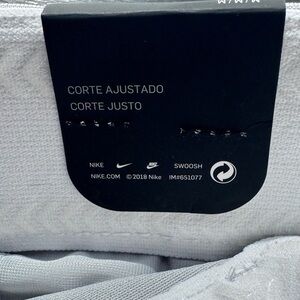 CORTE AJUSTADO
CORTE JUSTO
NIKE SWOOSH
NIKE.COM ©2018 Nike IM#651077